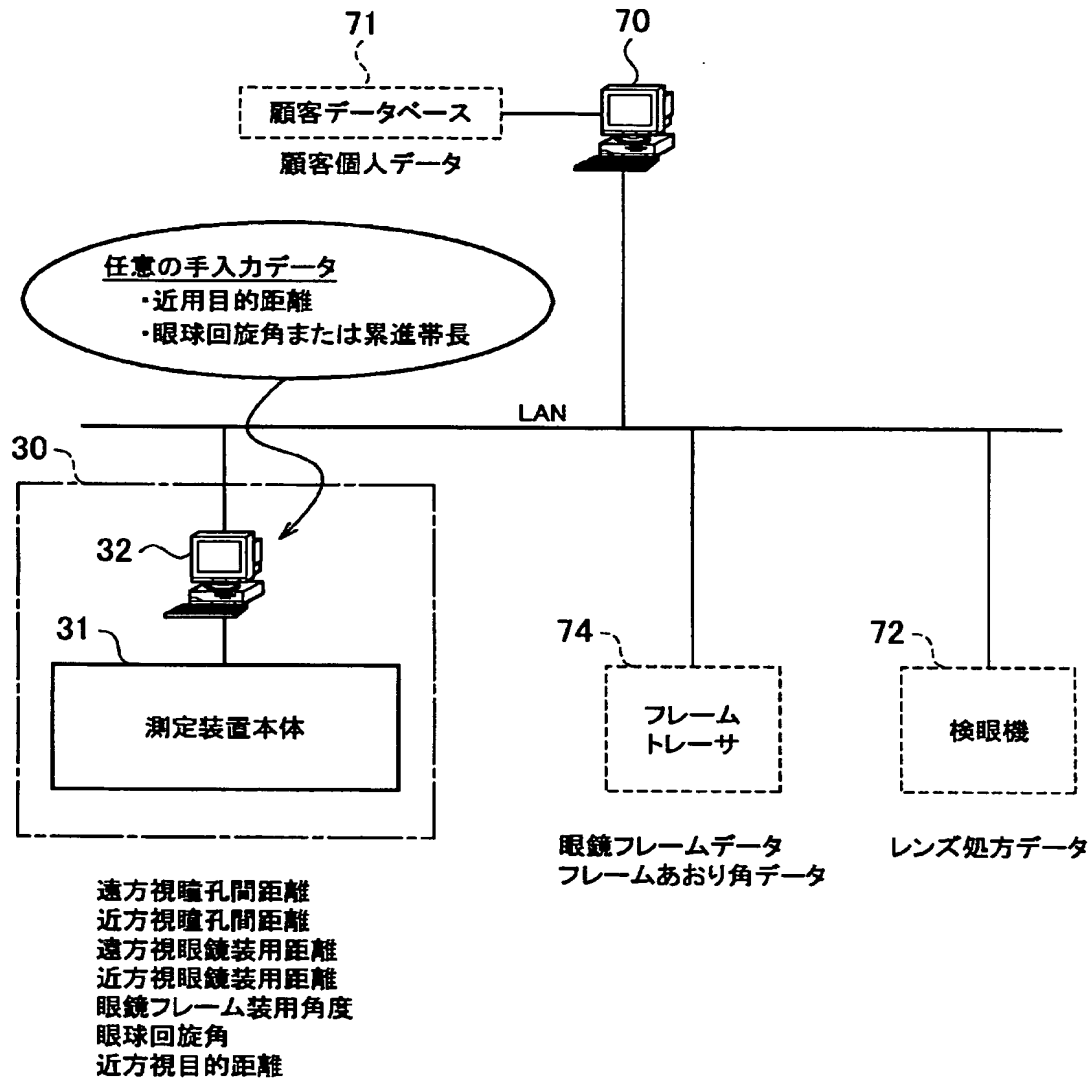 71
70
顧客データベース
顧客個人データ
任意の手入力データ
・近用目的距離
・眼球回旋角または累進帯長
LAN
30
32
31
測定装置本体
74
フレーム
トレーサ
72
検眼機
眼鏡フレームデータ
フレームあおり角データ
レンズ処方データ
遠方視瞳孔間距離
近方視瞳孔間距離
遠方視眼鏡装用距離
近方視眼鏡装用距離
眼鏡フレーム装用角度
眼球回旋角
近方視目的距離